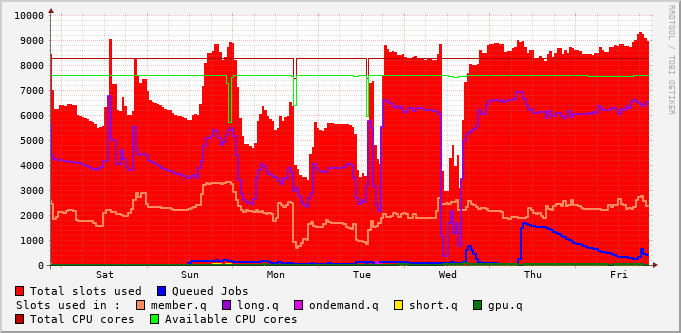 10000
9000
8000
7000
6000
5000
4000
3000
2000
1000
0
Sat Sun Mon Tue Wed Thu Fri
RRDTOOL / TOBI OETIKER
Total slots used Queued Jobs
Slots used in : member.q long.q ondemand.q short.q gpu.q
Total CPU cores Available CPU cores